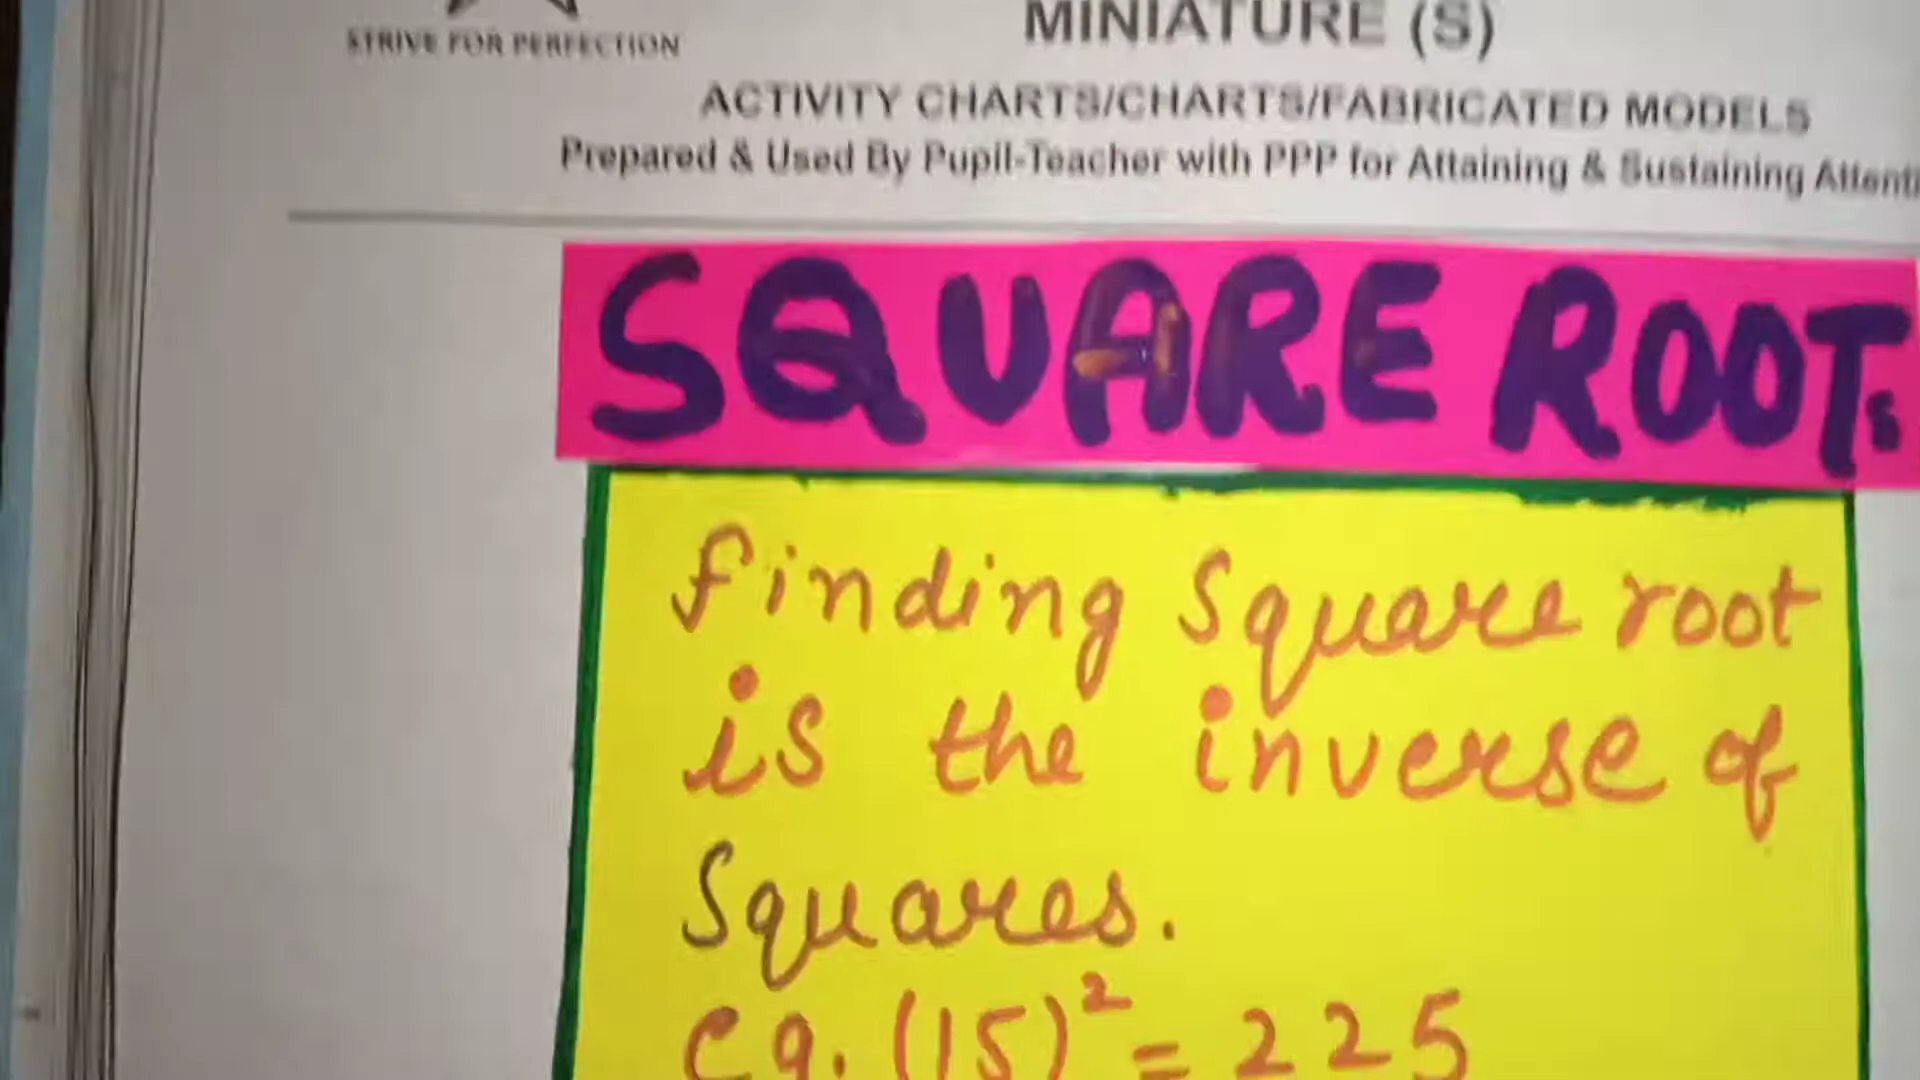 STRIVE FOR PERFECTION
MINIATURE (S)
ACTIVITY CHARTS/CHARTS/FABRICATED MODELS
Prepared & Used By Pupil-Teacher with PPP for Attaining & Sustaining Attenti
SQUARE ROOTS
finding Square root
is the inverse of
Squares.
eg. (15)² = 225